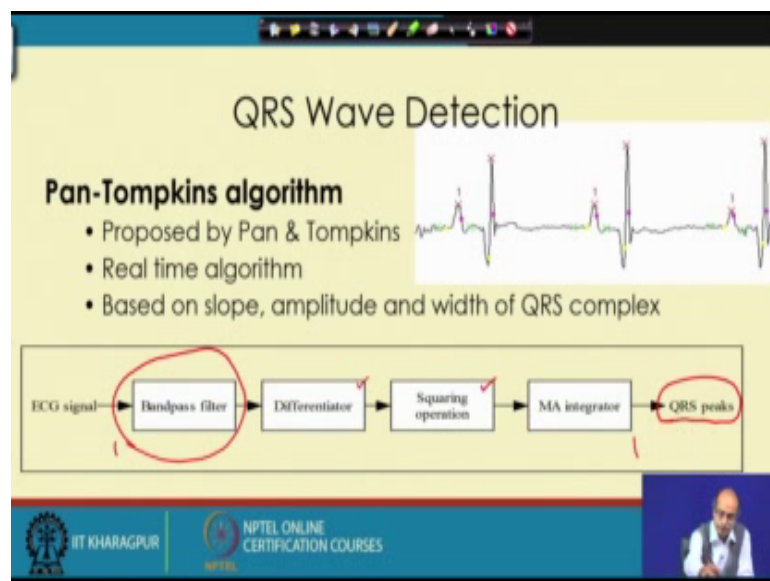 QRS Wave Detection
Pan-Tompkins algorithm
• Proposed by Pan & Tompkins
• Real time algorithm
• Based on slope, amplitude and width of QRS complex
ECG signal
Bandpass filter
Differentiator
Squaring
operation
MA integrator
QRS peaks
IIT KHARAGPUR
NPTEL
NPTEL ONLINE
CERTIFICATION COURSES